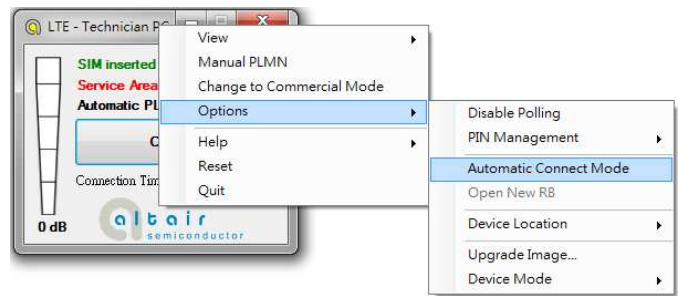 LTE - Technician P
SIM inserted
Service Area
Automatic PL
C
Connection Tim
0 dB
altair
semiconductor
View
Manual PLMN
Change to Commercial Mode
Options
Help
Reset
Quit
Disable Polling
PIN Management
Automatic Connect Mode
Open New RB
Device Location
Upgrade Image...
Device Mode